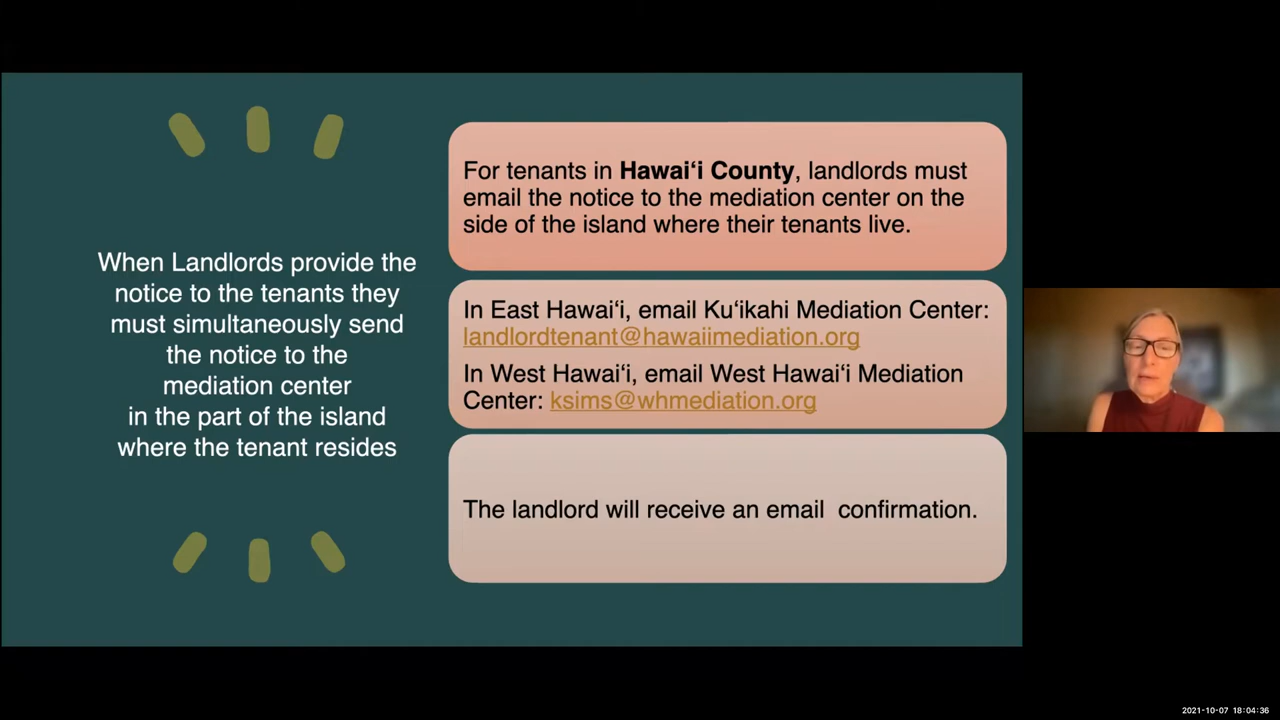 When Landlords provide the
notice to the tenants they
must simultaneously send
the notice to the
mediation center
in the part of the island
where the tenant resides
For tenants in Hawaiʻi County, landlords must
email the notice to the mediation center on the
side of the island where their tenants live.
In East Hawaiʻi, email Kuʻikahi Mediation Center:
landlordtenant@hawaiimediation.org
In West Hawaiʻi, email West Hawaiʻi Mediation
Center: ksims@whmediation.org
The landlord will receive an email  confirmation.
2021-10-07 18:04:36